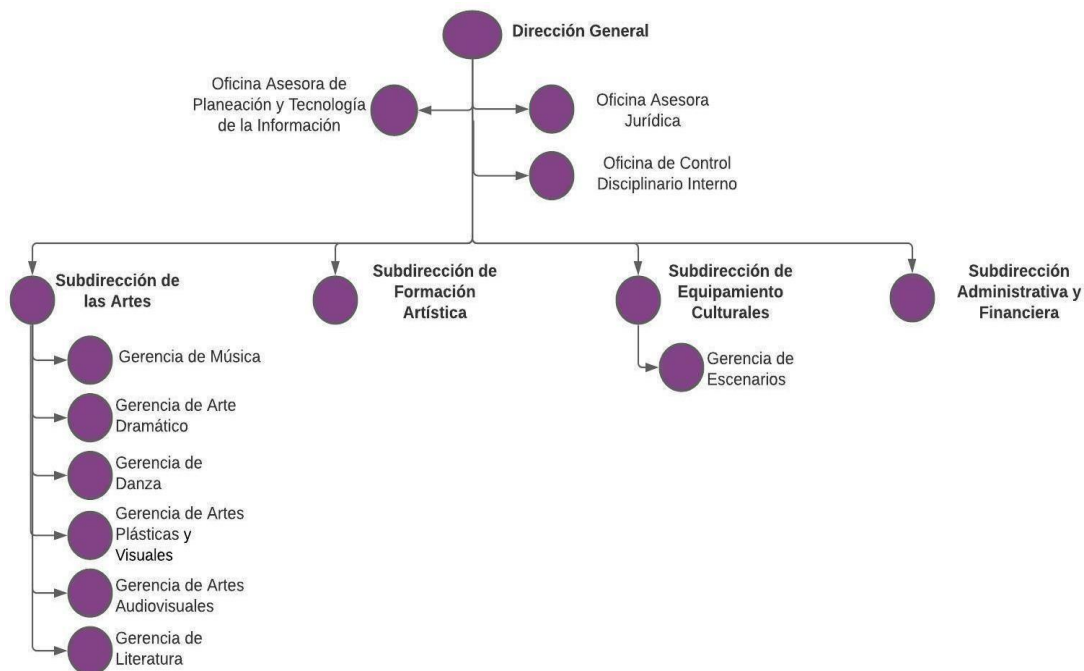 Dirección General
Oficina Asesora de
Planeación y Tecnología
de la Información
Oficina Asesora
Jurídica
Oficina de Control
Disciplinario Interno
Subdirección de
las Artes
Subdirección de
Formación
Artística
Subdirección de
Equipamiento
Culturales
Subdirección
Administrativa y
Financiera
Gerencia de Música
Gerencia de Arte
Dramático
Gerencia de
Danza
Gerencia de Artes
Plásticas y
Visuales
Gerencia de Artes
Audiovisuales
Gerencia de
Literatura
Gerencia de
Escenarios